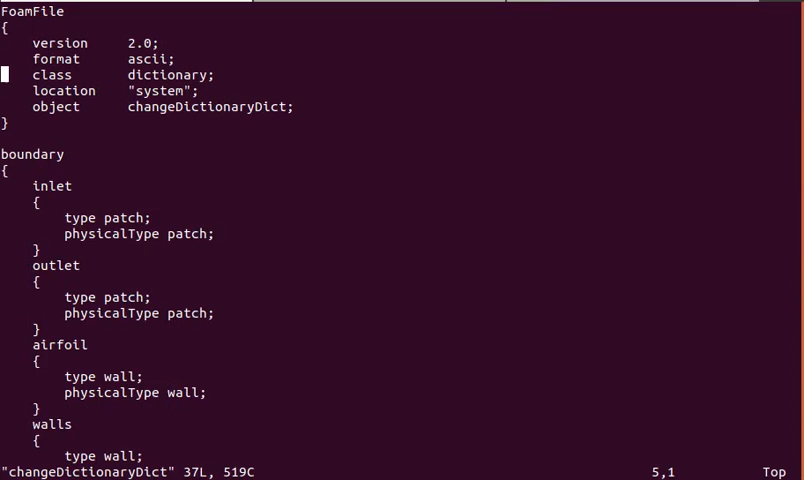 FoamFile
{
    version     2.0;
    format      ascii;
    class       dictionary;
    location    "system";
    object      changeDictionaryDict;
}
boundary
{
    inlet
    {
        type patch;
        physicalType patch;
    }
    outlet
    {
        type patch;
        physicalType patch;
    }
    airfoil
    {
        type wall;
        physicalType wall;
    }
    walls
    {
        type wall;
"changeDictionaryDict" 37L, 519C 5,1 Top